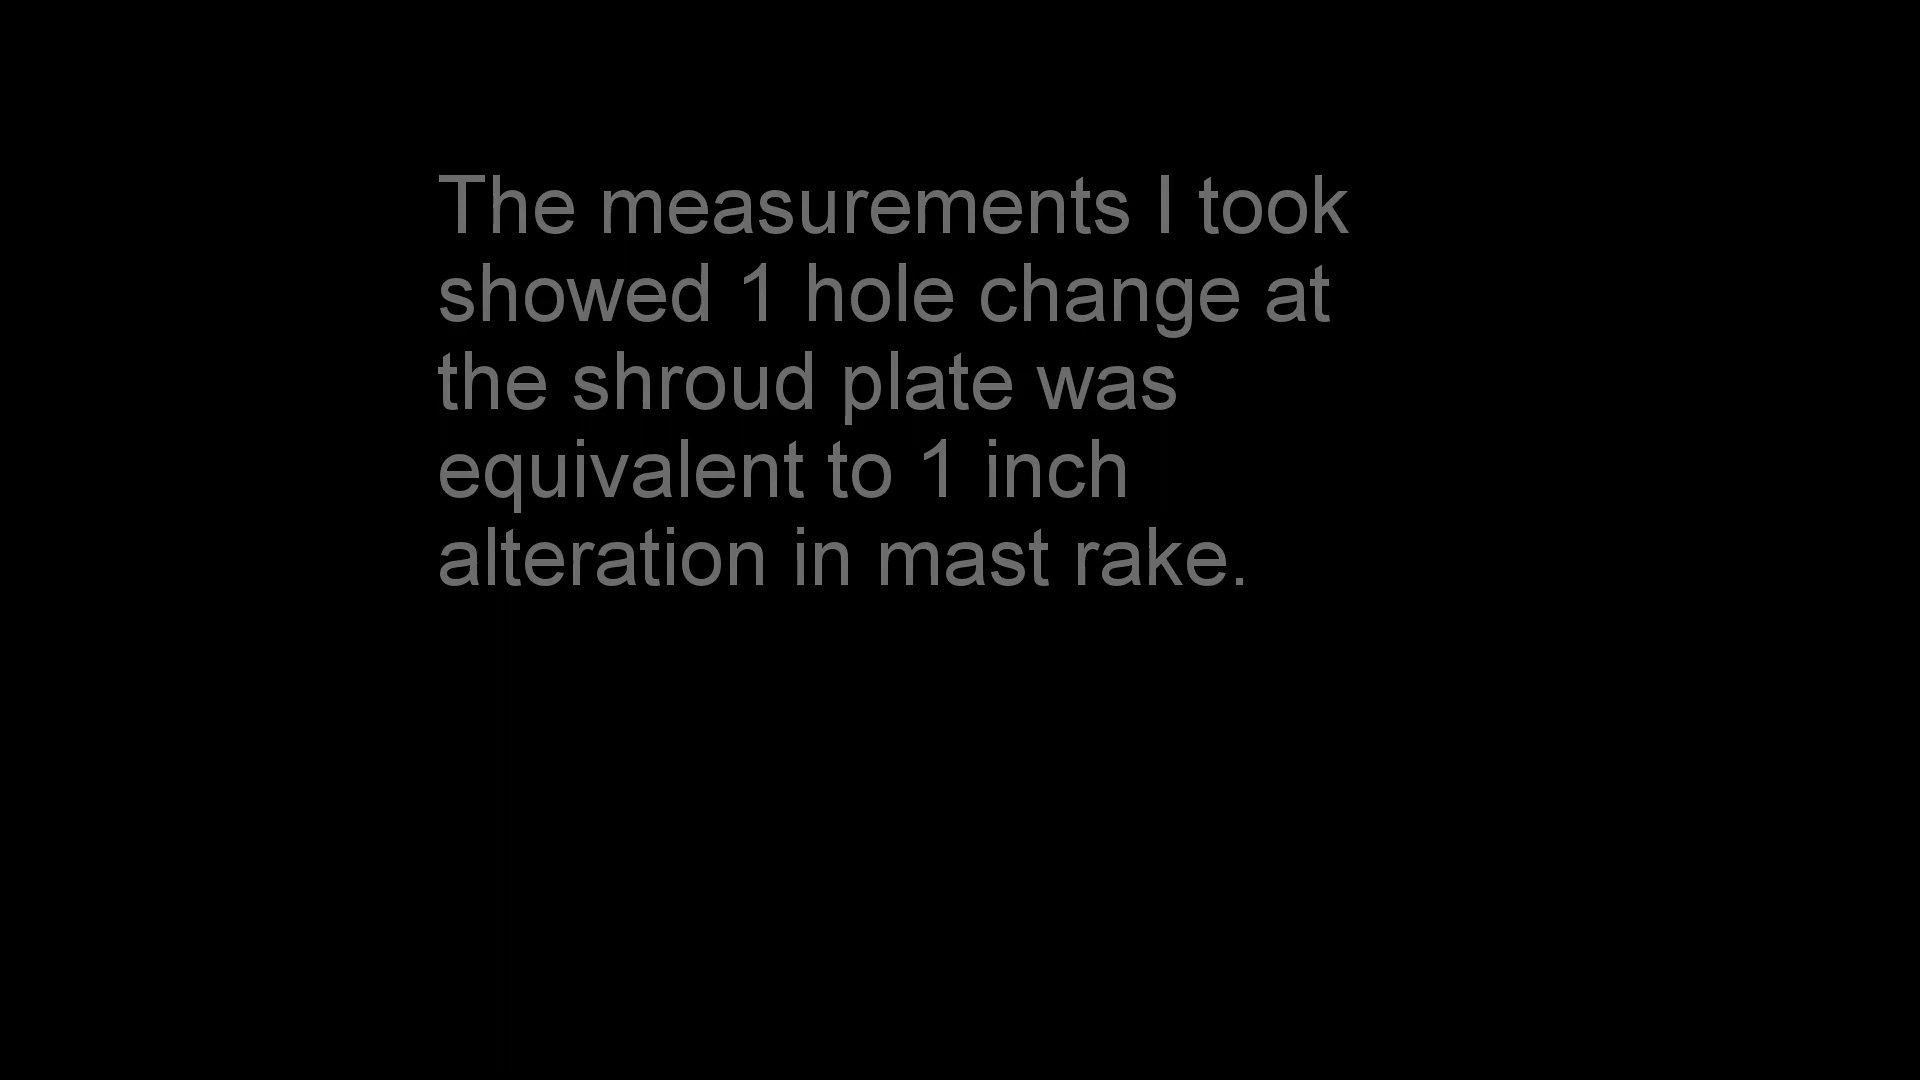 The measurements I took
showed 1 hole change at
the shroud plate was
equivalent to 1 inch
alteration in mast rake.